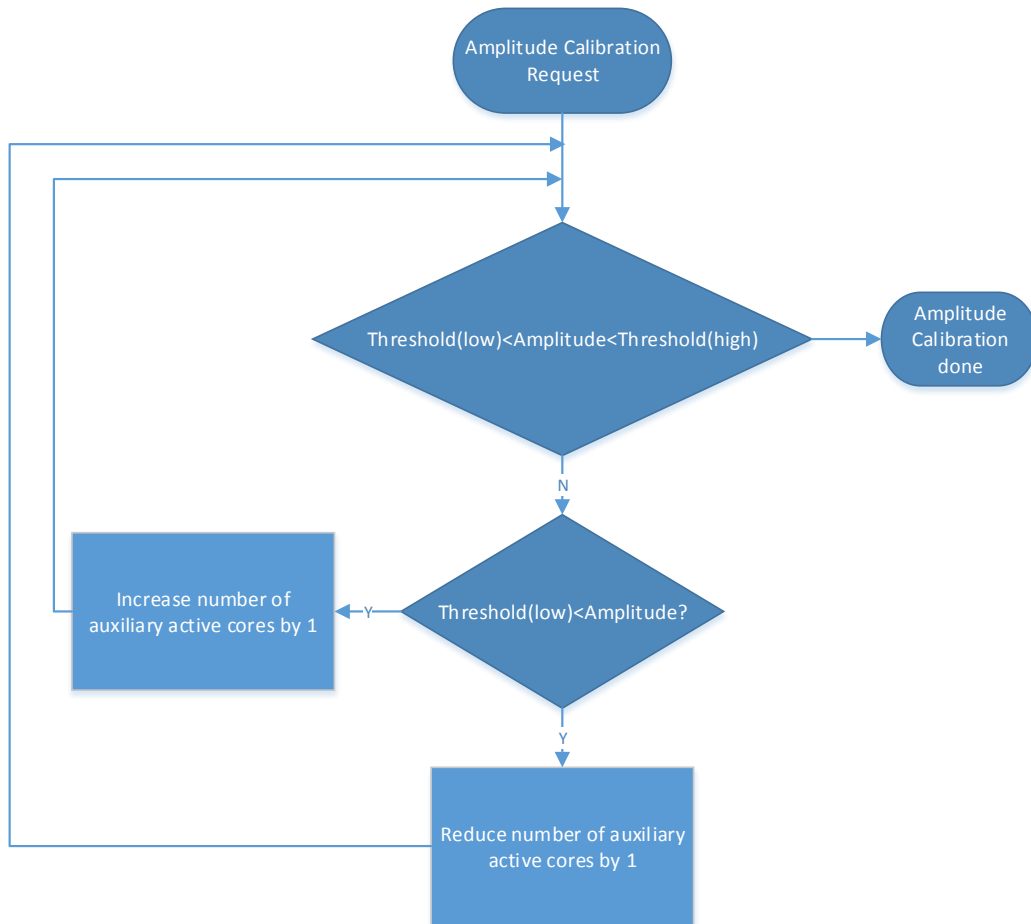 Amplitude Calibration
Request
Threshold(low)<Amplitude<Threshold(high)
Amplitude
Calibration
done
N
Threshold(low)<Amplitude?
Y
Increase number of
auxiliary active cores by 1
Y
Reduce number of auxiliary
active cores by 1